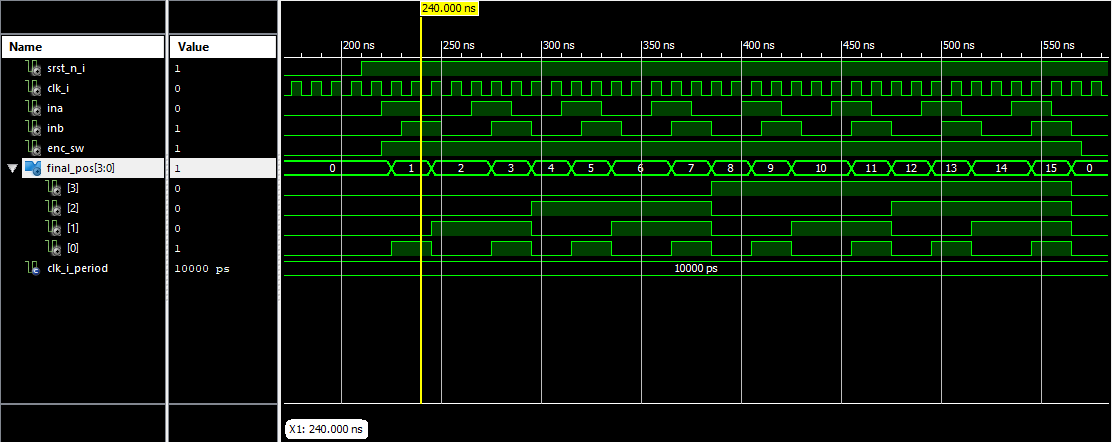 240.000 ns
Name Value
200 ns 250 ns 300 ns 350 ns 400 ns 450 ns 500 ns 550 ns
srst_n_i 1
clk_i 0
ina 0
inb 1
enc_sw 1
final_pos[3:0] 1 0 1 2 3 4 5 6 7 8 9 10 11 12 13 14 15 0
[3] 0
[2] 0
[1] 0
[0] 1
clk_i_period 10000 ps 10000 ps
X1: 240.000 ns